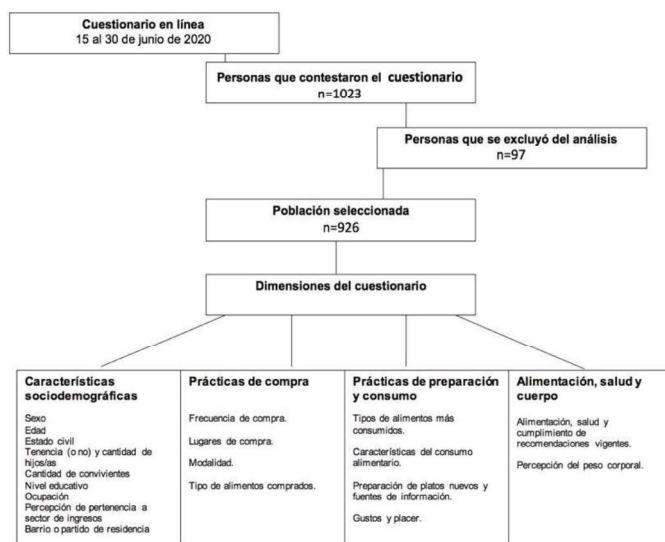 Cuestionario en línea
15 al 30 de junio de 2020
Personas que contestaron el cuestionario
n=1023
Personas que se excluyó del análisis
n=97
Población seleccionada
n=926
Dimensiones del cuestionario
Características
sociodemográficas
Sexo
Edad
Estado civil
Tenencia (o no) y cantidad de
hijos/as
Cantidad de convivientes
Nivel educativo
Ocupación
Percepción de pertenencia a
sector de ingresos
Barrio o partido de residencia
Prácticas de compra
Frecuencia de compra.
Lugares de compra.
Modalidad.
Tipo de alimentos comprados.
Prácticas de preparación
y consumo
Tipos de alimentos más
consumidos.
Características del consumo
alimentario.
Preparación de platos nuevos y
fuentes de información.
Gustos y placer.
Alimentación, salud y
cuerpo
Alimentación, salud y
cumplimiento de
recomendaciones vigentes.
Percepción del peso corporal.